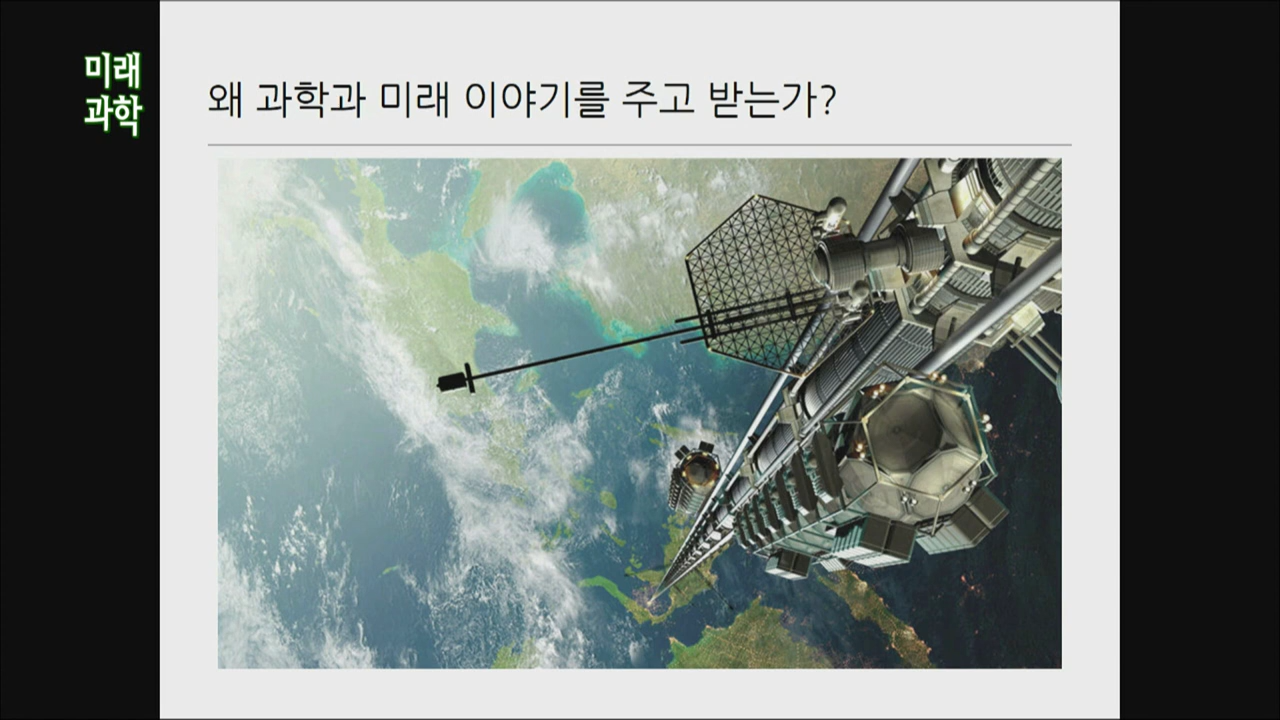 미래
과학
왜 과학과 미래 이야기를 주고 받는가?